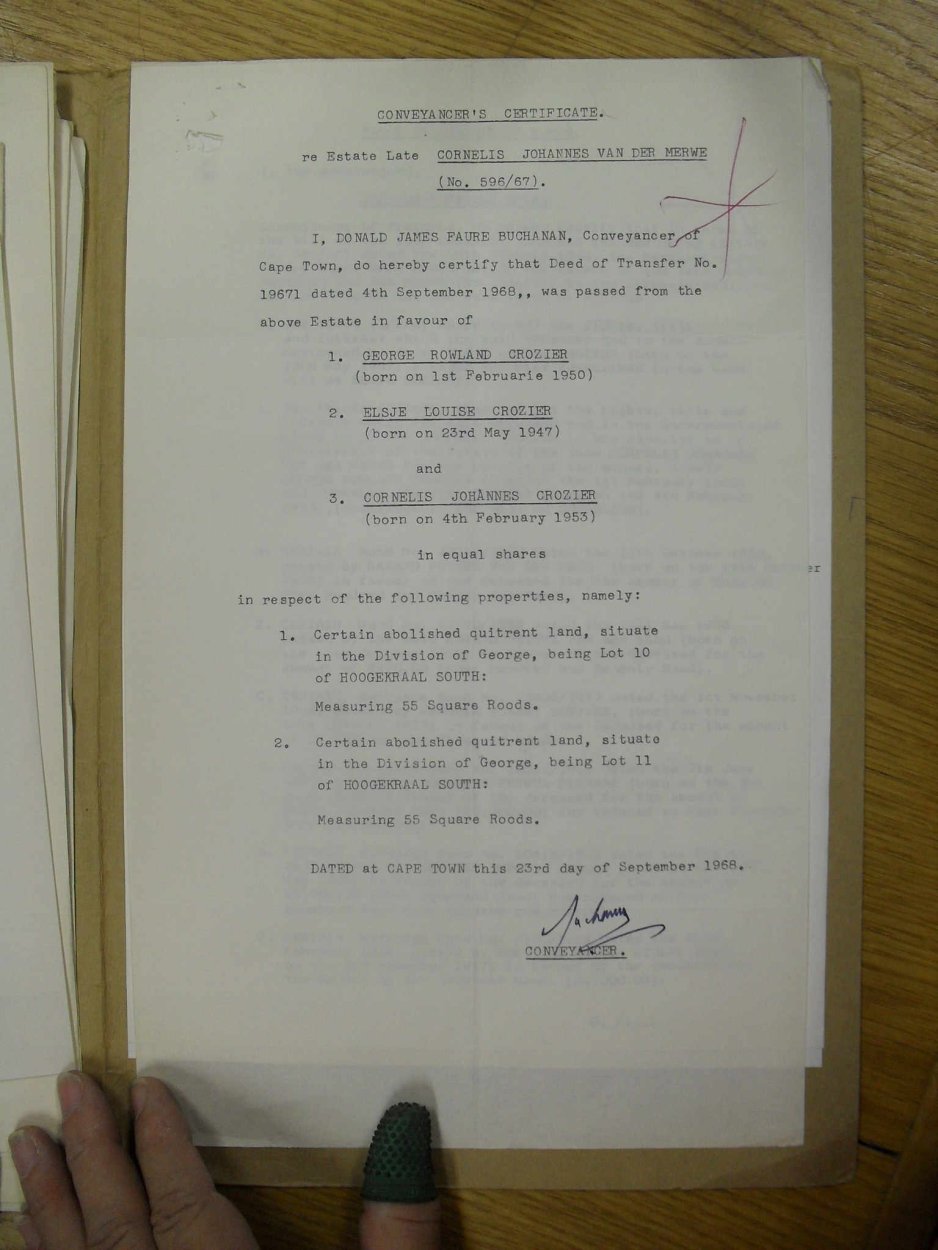 CONVEYANCER'S CERTIFICATE.
re Estate Late CORNELIS JOHANNES VAN DER MERWE
(No. 596/67).
I, DONALD JAMES FAURE BUCHANAN, Conveyancer of
Cape Town, do hereby certify that Deed of Transfer No.
19671 dated 4th September 1968,, was passed from the
above Estate in favour of
1. GEORGE ROWLAND CROZIER
(born on 1st Februarie 1950)
2. ELSJE LOUISE CROZIER
(born on 23rd May 1947)
and
3. CORNELIS JOHANNES CROZIER
(born on 4th February 1953)
in equal shares
er
in respect of the following properties, namely:
1. Certain abolished quitrent land, situate
in the Division of George, being Lot 10
of HOOGEKRAAL SOUTH:
Measuring 55 Square Roods.
2. Certain abolished quitrent land, situate
in the Division of George, being Lot 11
of HOOGEKRAAL SOUTH:
Measuring 55 Square Roods.
DATED at CAPE TOWN this 23rd day of September 1968.
CONVEYANCER.